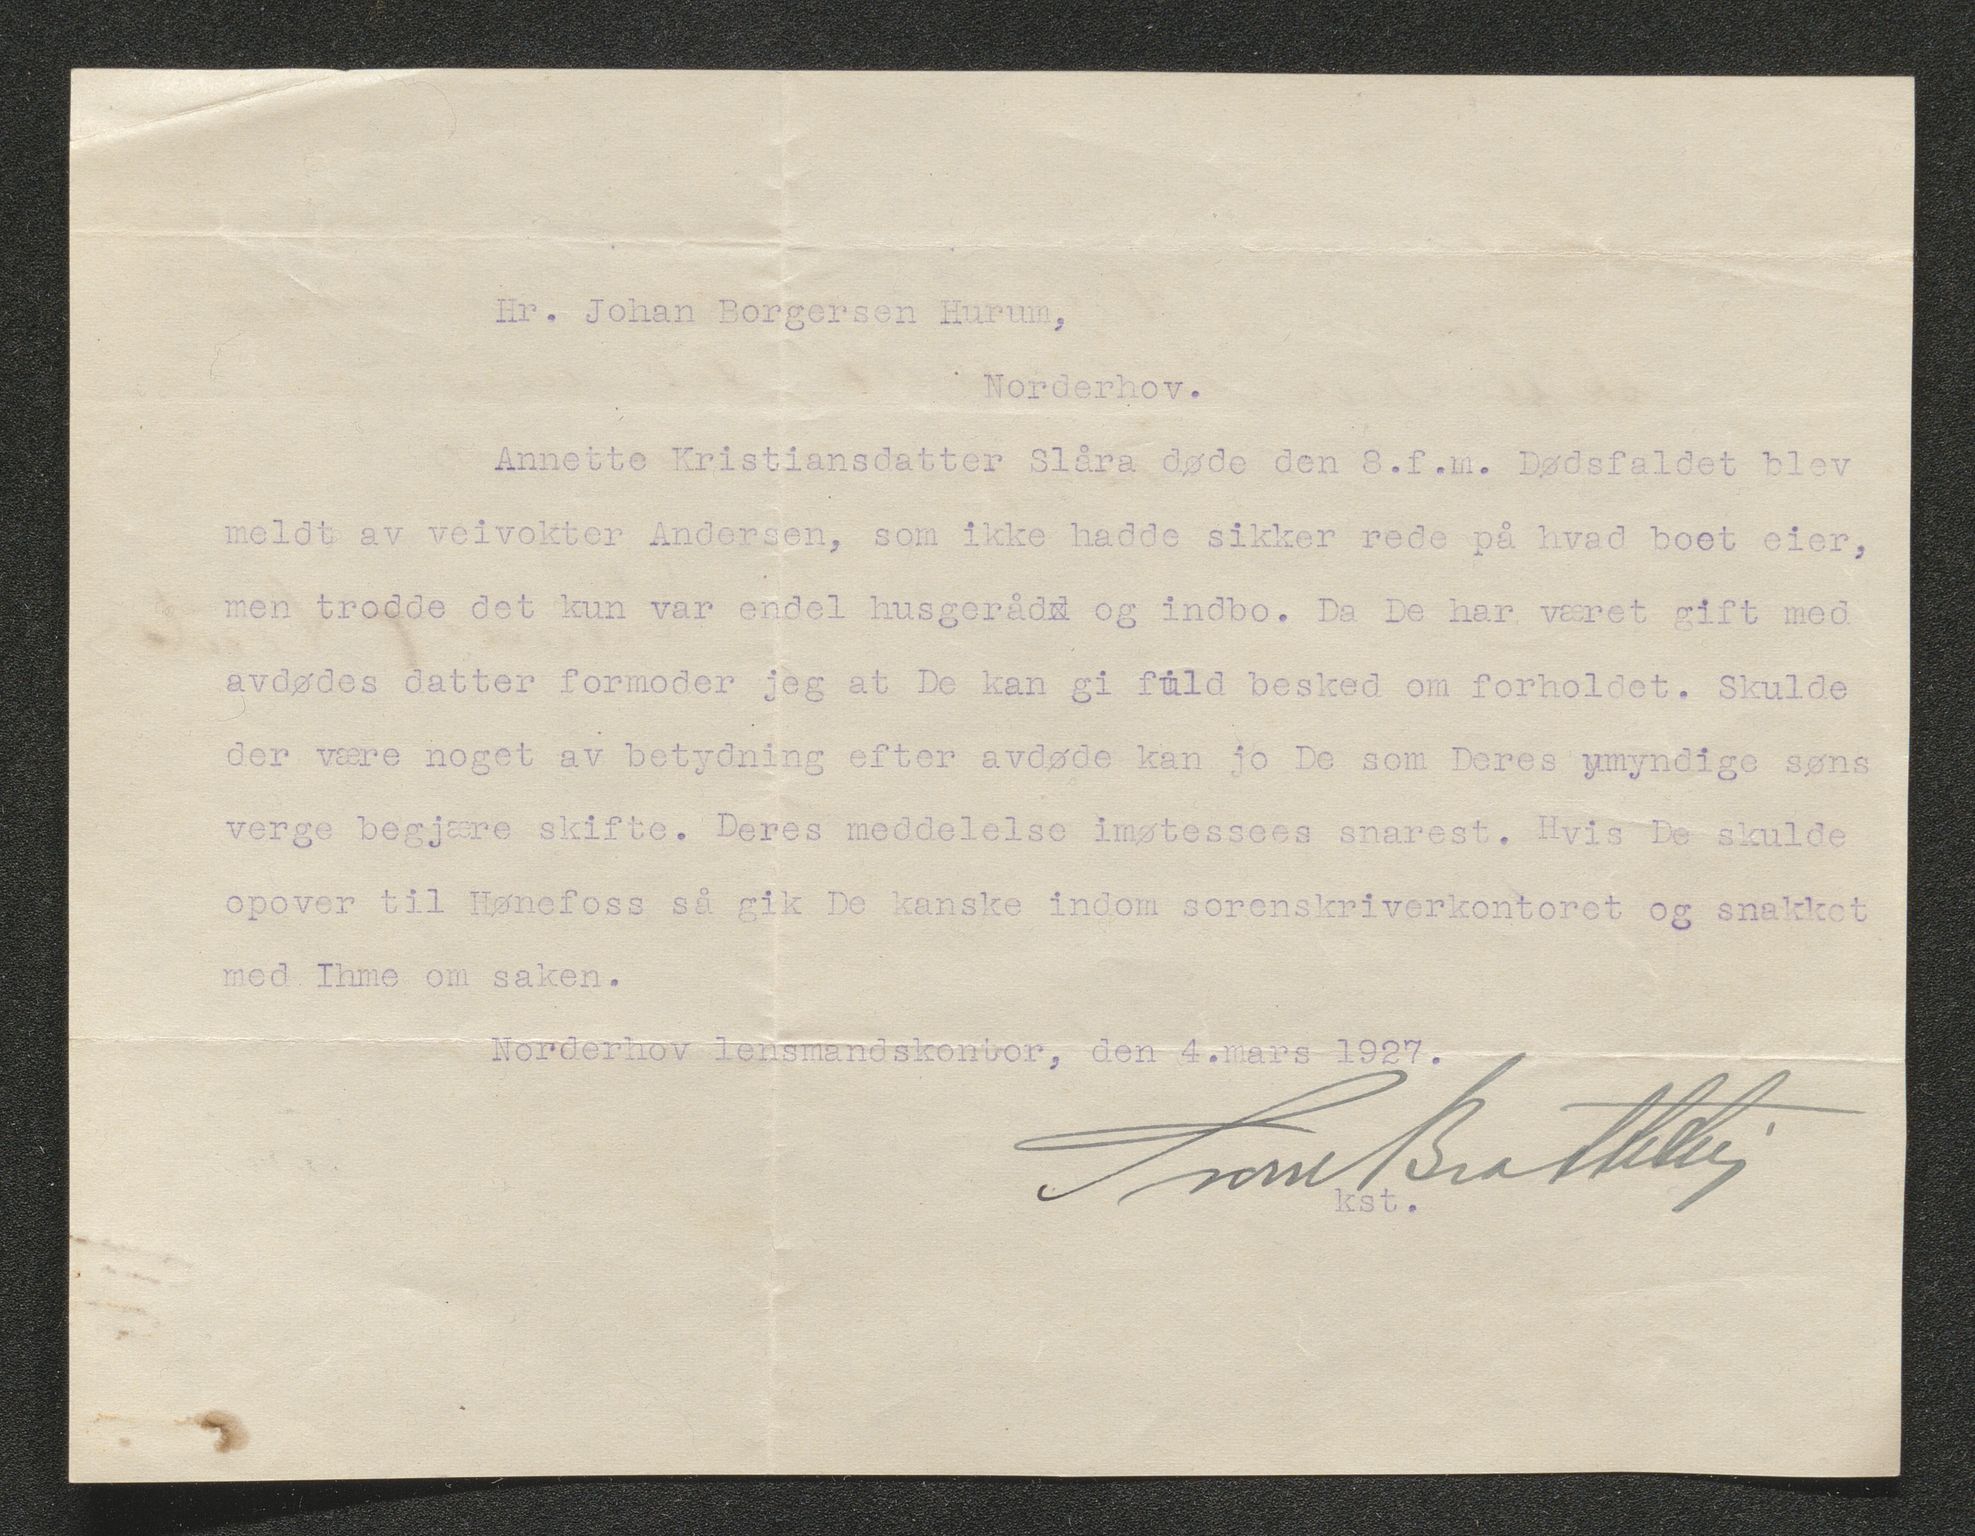 Hr. Johan Borgersen Hurum,
Norderhov.
Annette Kristiansdatter Slåra døde den 8.f.m. Dødsfaldet blev
meldt av veivokter Andersen, som ikke hadde sikker rede på hvad boet eier,
men trodde det kun var endel husgeråd og indbo. Da De har været gift med
avdødes datter formoder jeg at De kan gi fuld besked om forholdet. Skulde
der være noget av betydning efter avdøde kan jo De som Deres umyndige søns
verge begjære skifte. Deres meddelelse imøtessees snarest. Hvis De skulde
opover til Hønefoss så gik De kanske indom sorenskriverkontoret og snakket
med Ihme om saken.
Norderhov lensmandskontor, den 4.mars 1927.
kst.